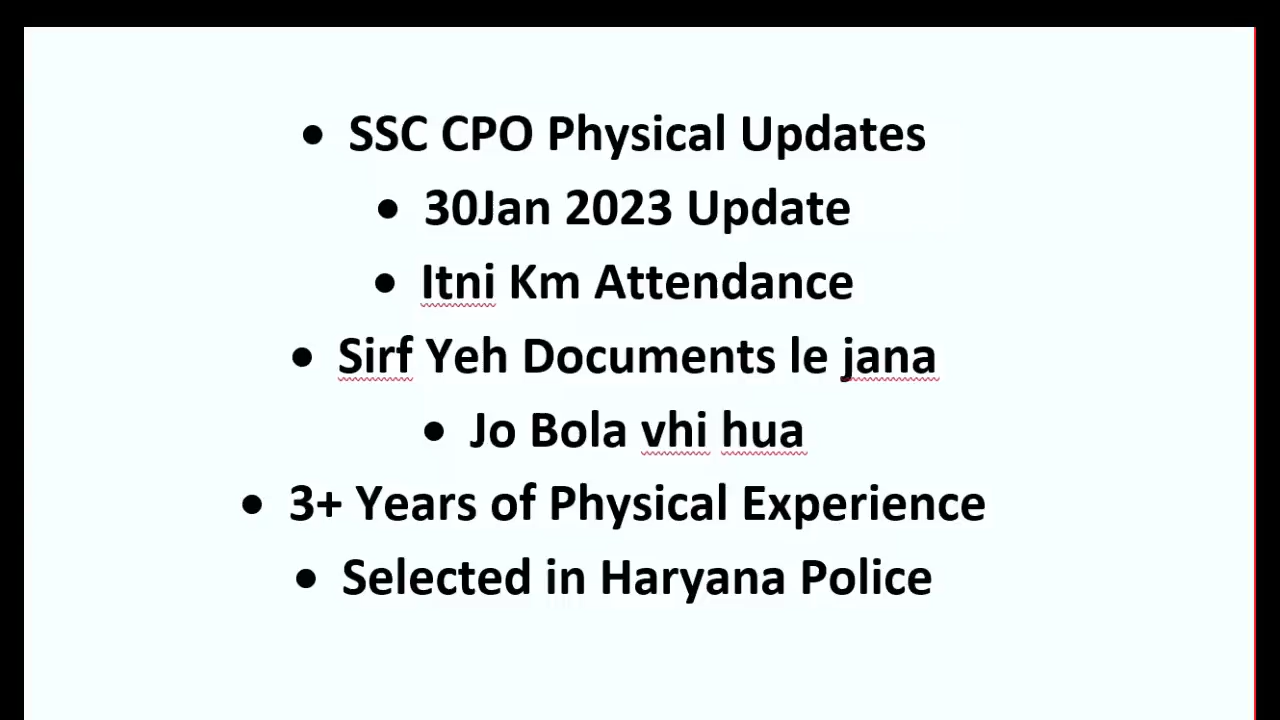 • SSC CPO Physical Updates
• 30Jan 2023 Update
• Itni Km Attendance
• Sirf Yeh Documents le jana
• Jo Bola vhi hua
• 3+ Years of Physical Experience
• Selected in Haryana Police